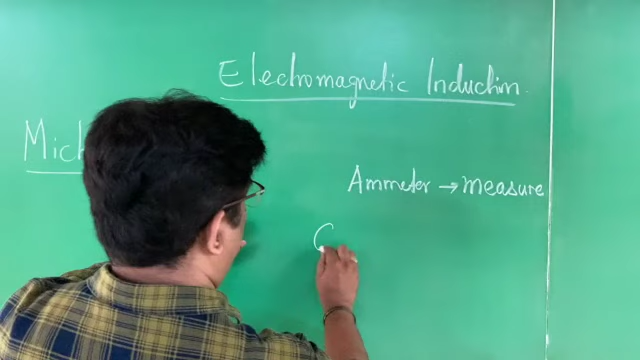 Electromagnetic Induction.
Mich
Ammeter → measure